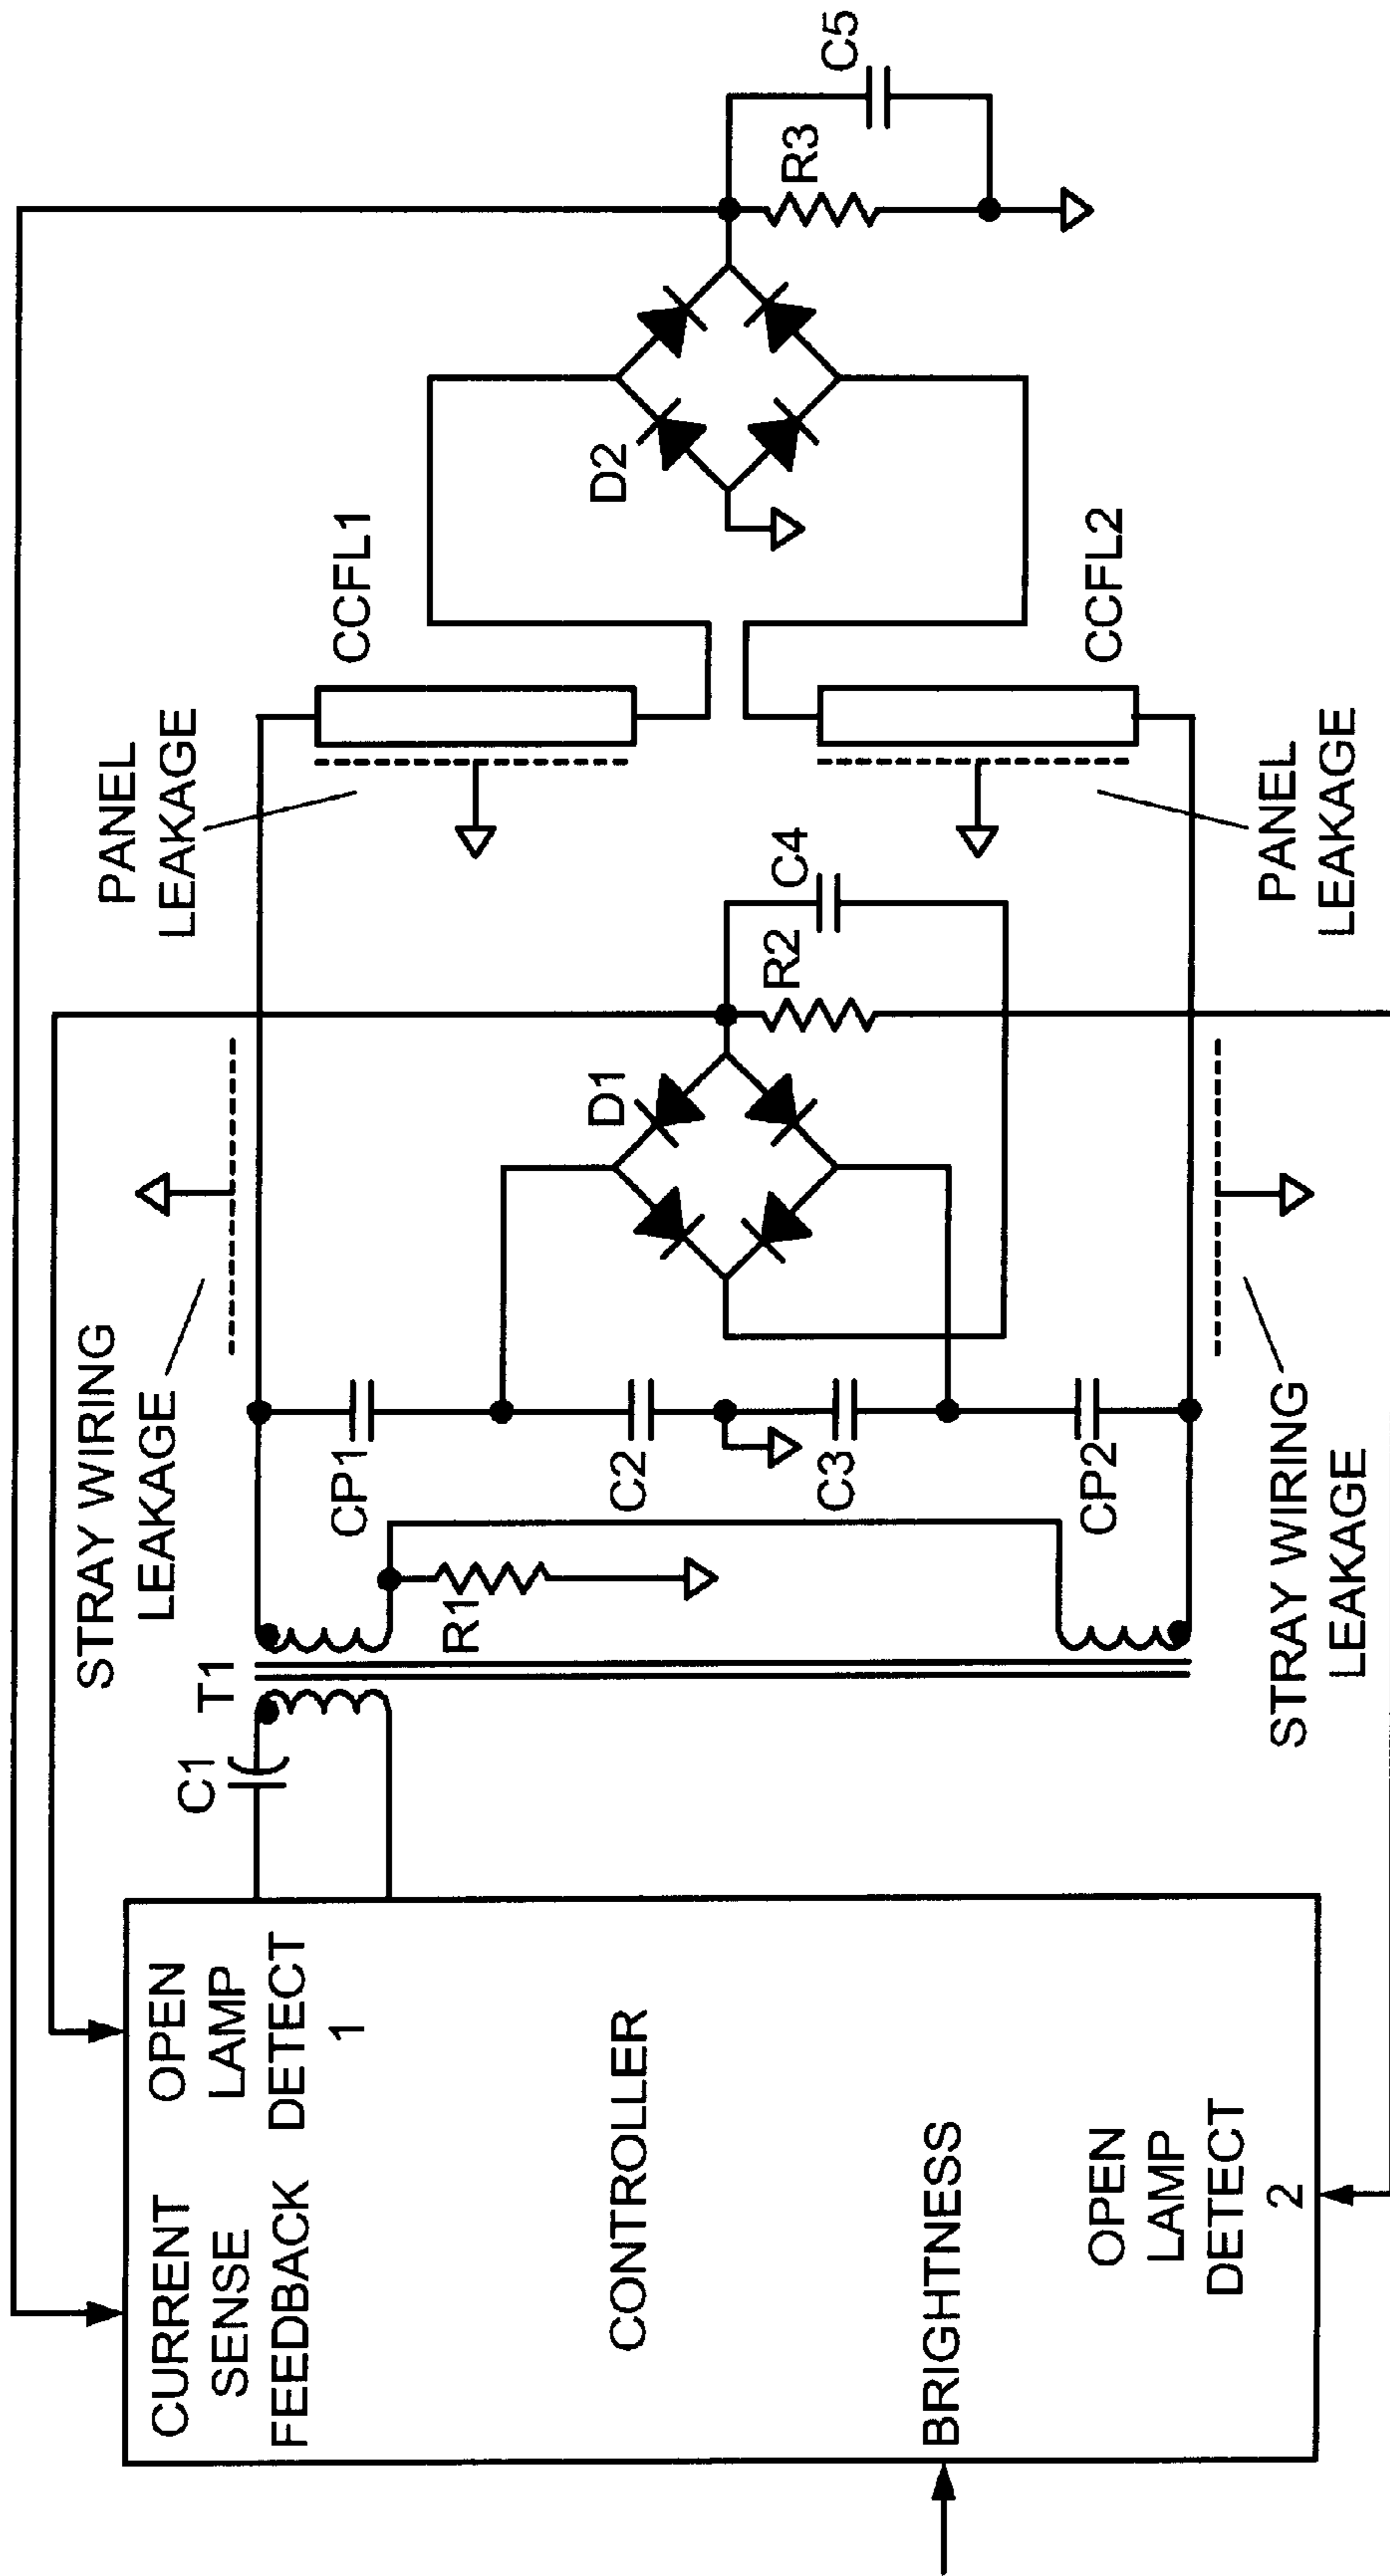 CURRENT
SENSE
FEEDBACK
OPEN
LAMP
DETECT
1
CONTROLLER
BRIGHTNESS
OPEN
LAMP
DETECT
2
C1
T1
R1
STRAY WIRING
LEAKAGE
CP1
C2
C3
CP2
STRAY WIRING
LEAKAGE
D1
R2
C4
PANEL
LEAKAGE
CCFL1
CCFL2
PANEL
LEAKAGE
D2
R3
C5